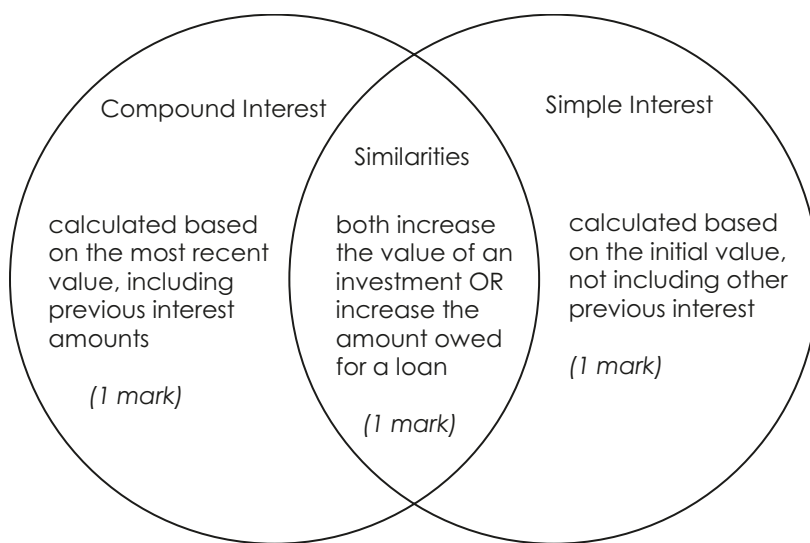 Compound Interest
calculated based
on the most recent
value, including
previous interest
amounts
(1 mark)
Similarities
both increase
the value of an
investment OR
increase the
amount owed
for a loan
(1 mark)
Simple Interest
calculated based
on the initial value,
not including other
previous interest
(1 mark)